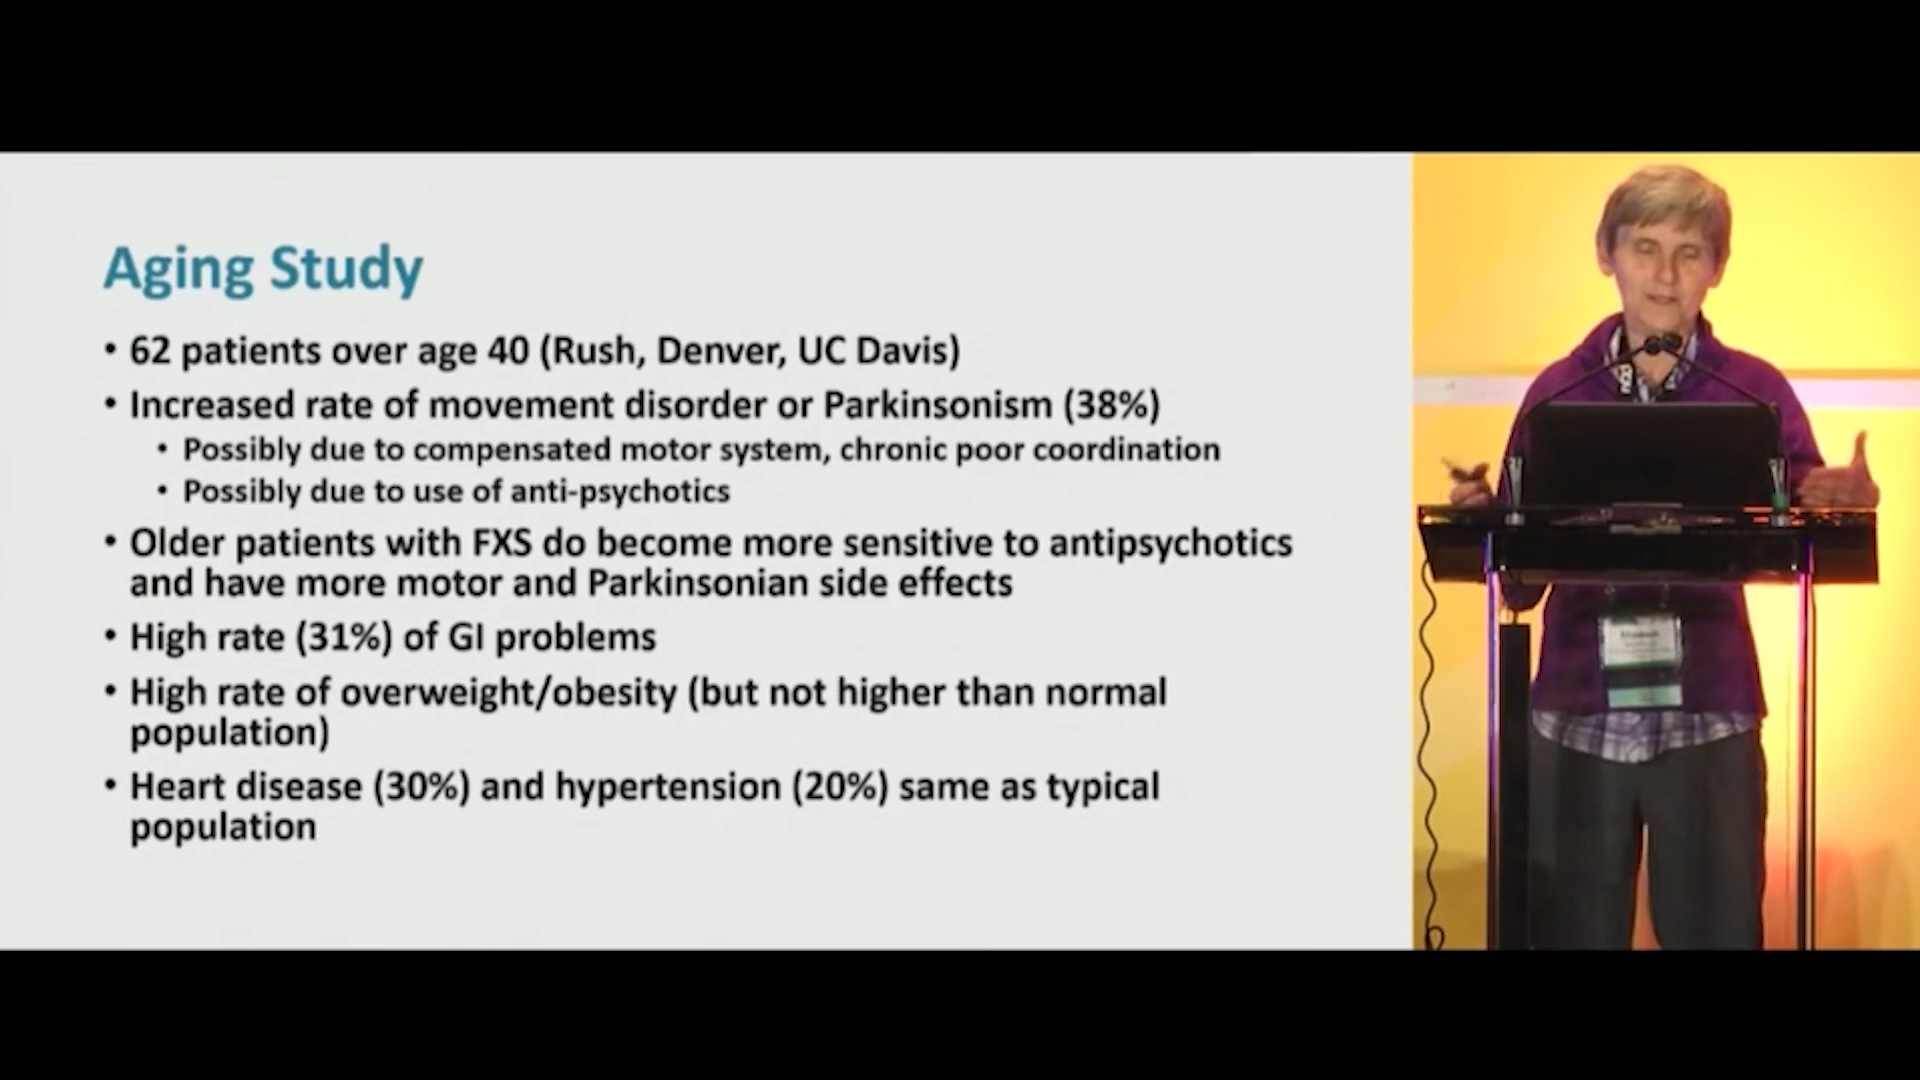 Aging Study
• 62 patients over age 40 (Rush, Denver, UC Davis)
• Increased rate of movement disorder or Parkinsonism (38%)
• Possibly due to compensated motor system, chronic poor coordination
• Possibly due to use of anti-psychotics
• Older patients with FXS do become more sensitive to antipsychotics
and have more motor and Parkinsonian side effects
• High rate (31%) of GI problems
• High rate of overweight/obesity (but not higher than normal
population)
• Heart disease (30%) and hypertension (20%) same as typical
population